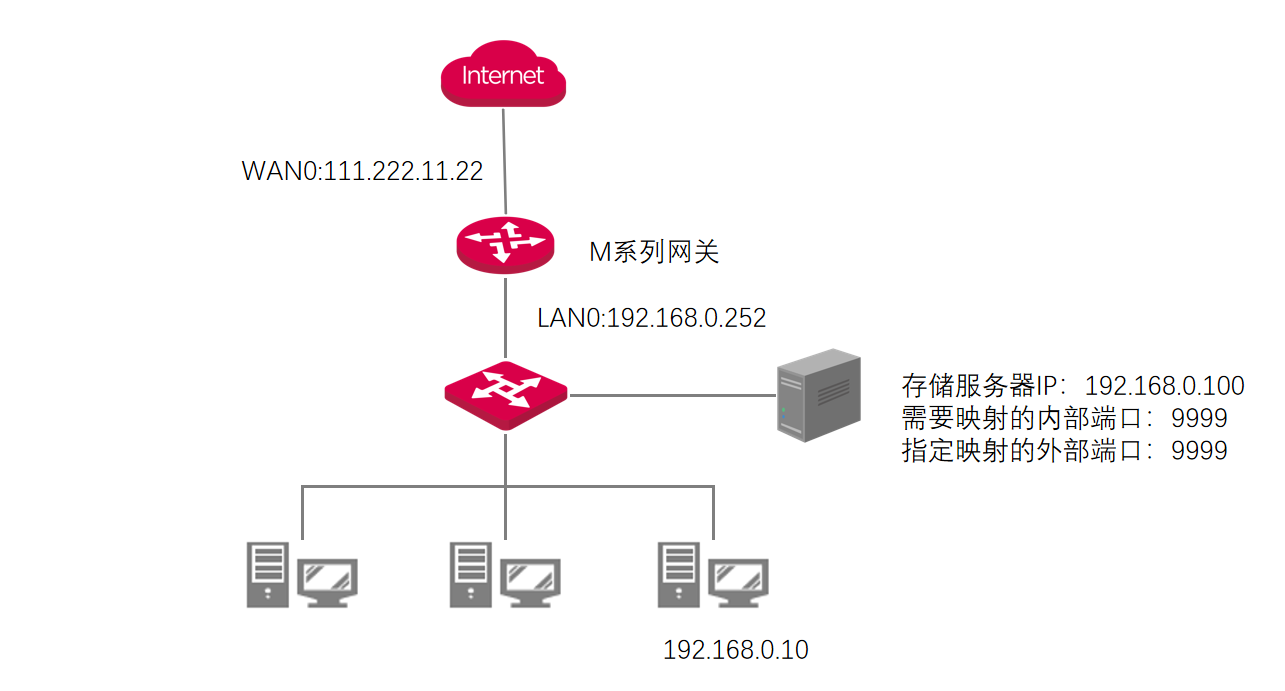 Internet
WAN0:111.222.11.22
M系列网关
LAN0:192.168.0.252
存储服务器IP：192.168.0.100
需要映射的内部端口：9999
指定映射的外部端口：9999
192.168.0.10